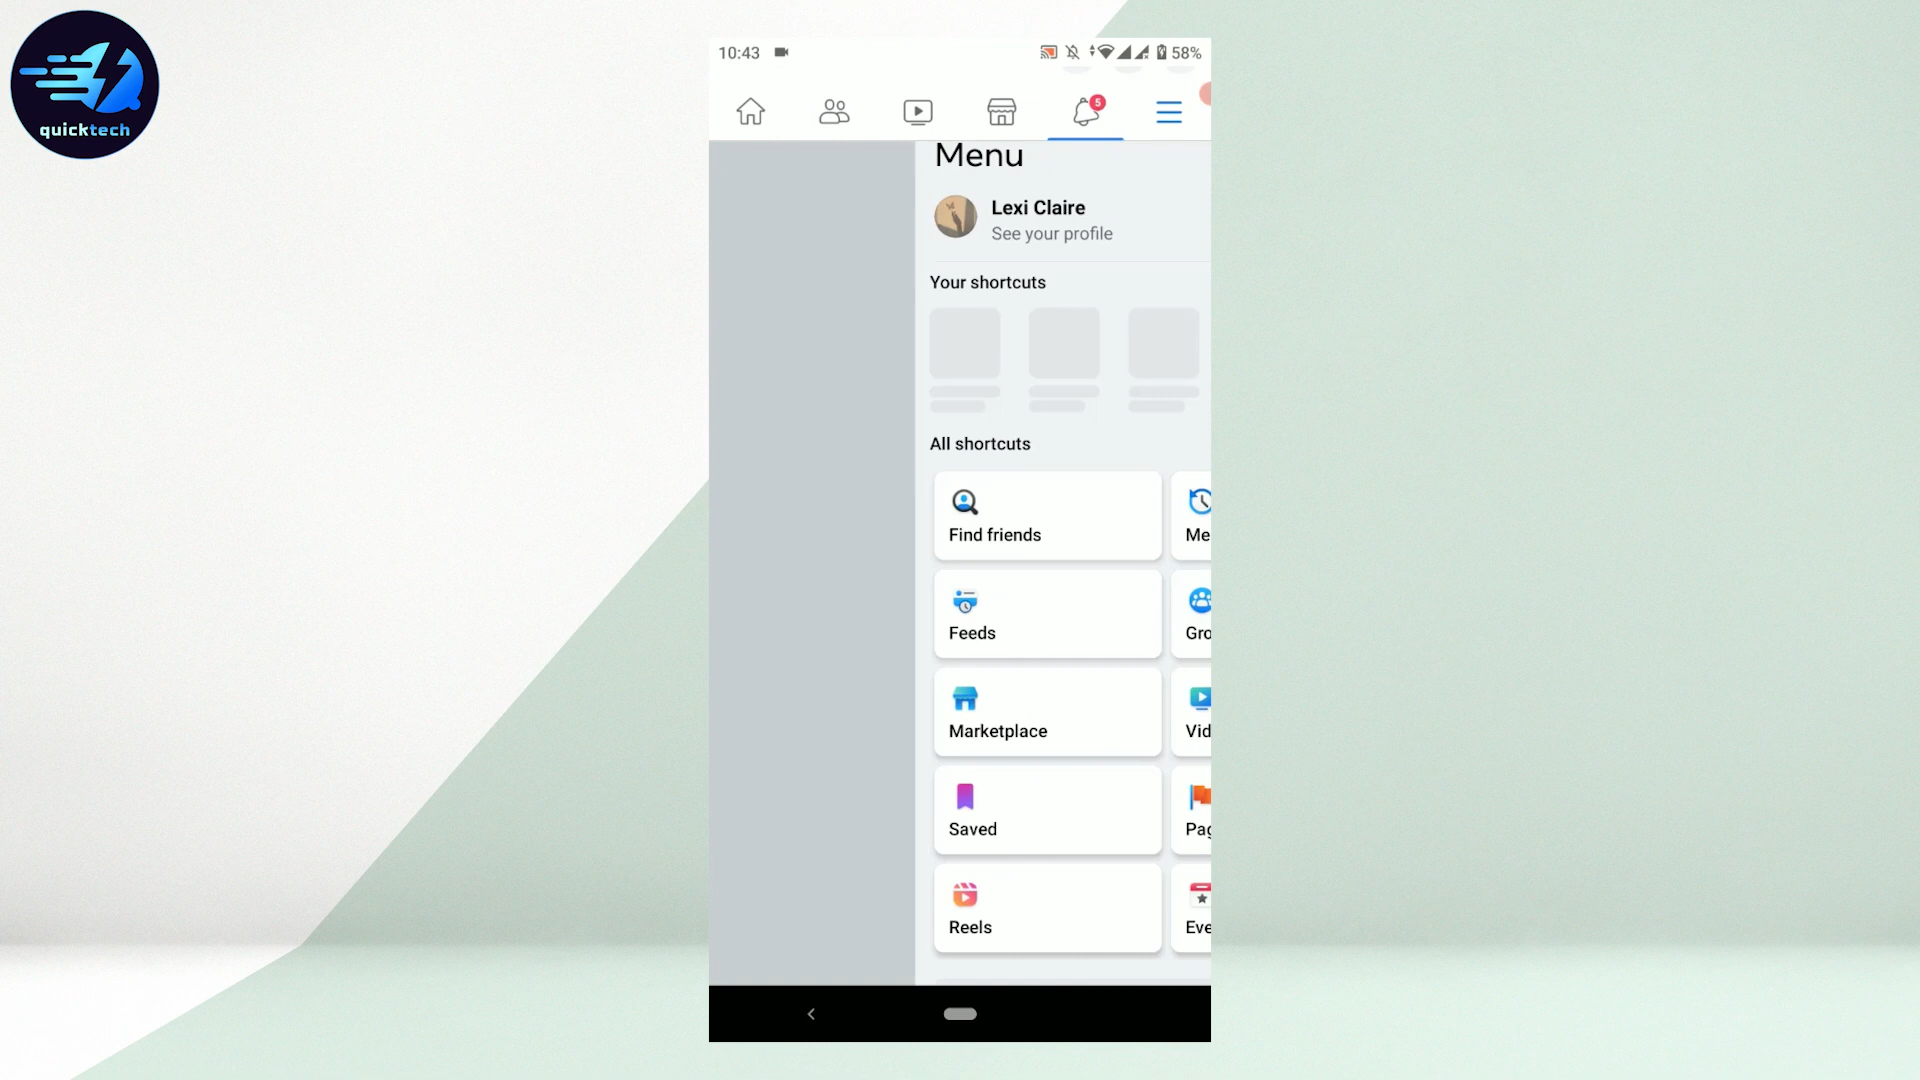 quicktech
10:43
58%
5
Menu
Lexi Claire
See your profile
Your shortcuts
All shortcuts
Find friends
Me
Feeds
Gro
Marketplace
Vid
Saved
Pag
Reels
Eve